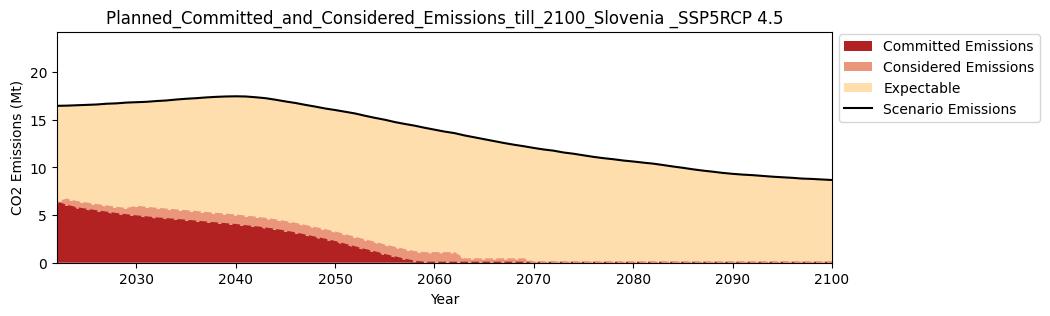 Planned_Committed_and_Considered_Emissions_till_2100_Slovenia _SSP5RCP 4.5
CO2 Emissions (Mt)
20
15
10
5
0
2030 2040 2050 2060 2070 2080 2090 2100
Year
Committed Emissions
Considered Emissions
Expectable
Scenario Emissions